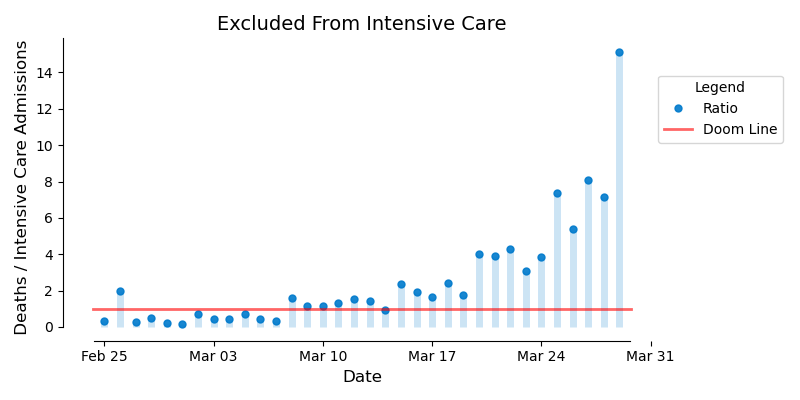 Excluded From Intensive Care
Deaths / Intensive Care Admissions
14
12
10
8
6
4
2
0
Feb 25
Mar 03
Mar 10
Mar 17
Mar 24
Mar 31
Date
Legend
Ratio
Doom Line